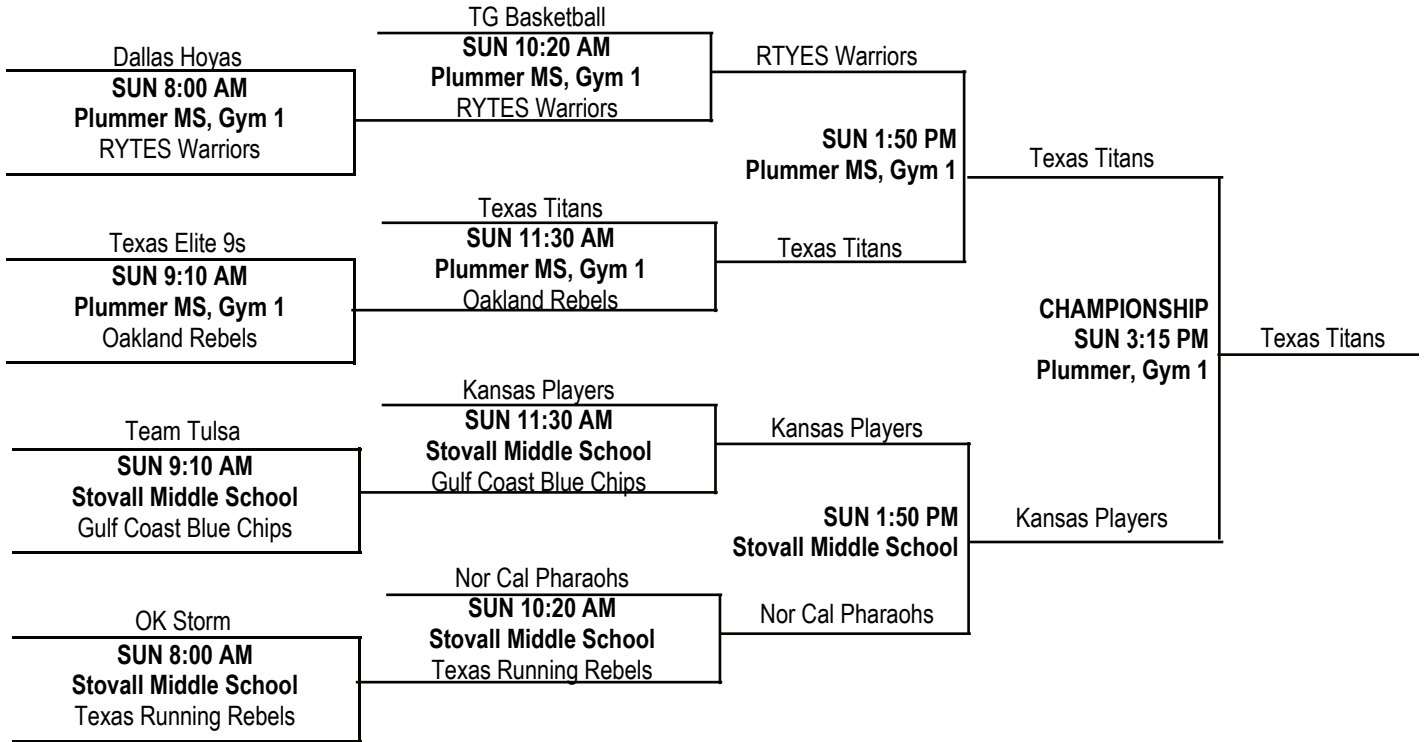 TG Basketball
Dallas Hoyas
SUN 10:20 AM
Plummer MS, Gym 1
RYTES Warriors
RTYES Warriors
SUN 8:00 AM
Plummer MS, Gym 1
RYTES Warriors
SUN 1:50 PM
Plummer MS, Gym 1
Texas Titans
Texas Titans
Texas Elite 9s
SUN 11:30 AM
Plummer MS, Gym 1
Oakland Rebels
Texas Titans
SUN 9:10 AM
Plummer MS, Gym 1
Oakland Rebels
CHAMPIONSHIP
SUN 3:15 PM
Plummer, Gym 1
Texas Titans
Kansas Players
Team Tulsa
SUN 11:30 AM
Stovall Middle School
Gulf Coast Blue Chips
Kansas Players
SUN 9:10 AM
Stovall Middle School
Gulf Coast Blue Chips
SUN 1:50 PM
Stovall Middle School
Kansas Players
Nor Cal Pharaohs
OK Storm
SUN 10:20 AM
Stovall Middle School
Texas Running Rebels
Nor Cal Pharaohs
SUN 8:00 AM
Stovall Middle School
Texas Running Rebels